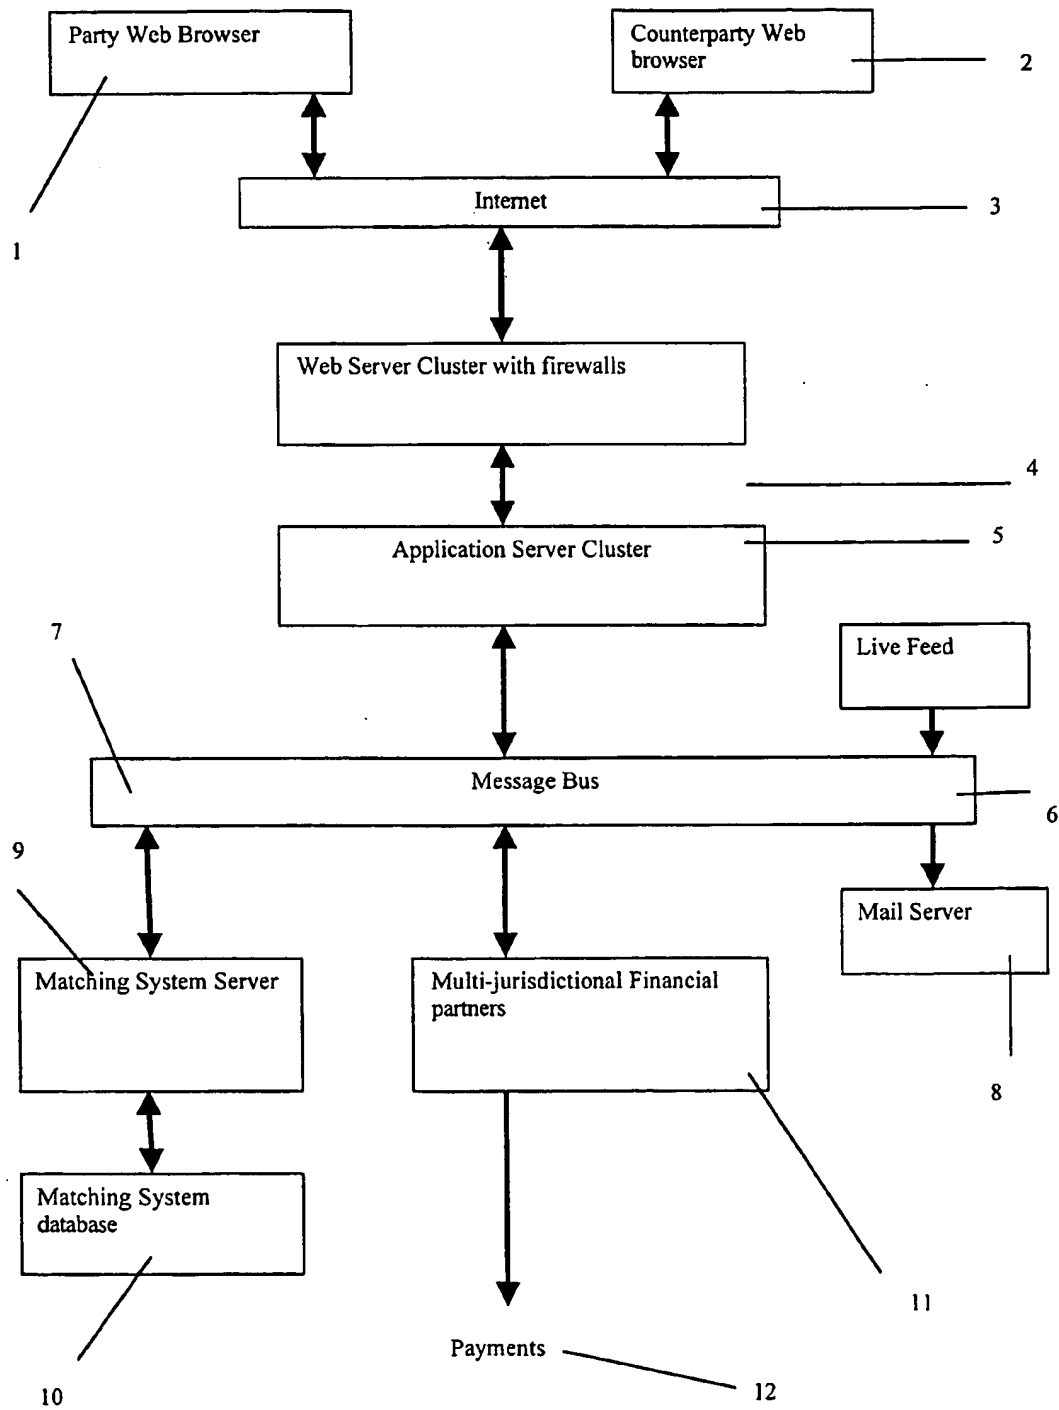 Party Web Browser
Counterparty Web
browser
2
Internet
3
1
Web Server Cluster with firewalls
4
Application Server Cluster
5
7
Live Feed
Message Bus
6
9
Mail Server
Matching System Server
Multi-jurisdictional Financial
partners
8
Matching System
database
11
Payments
12
10